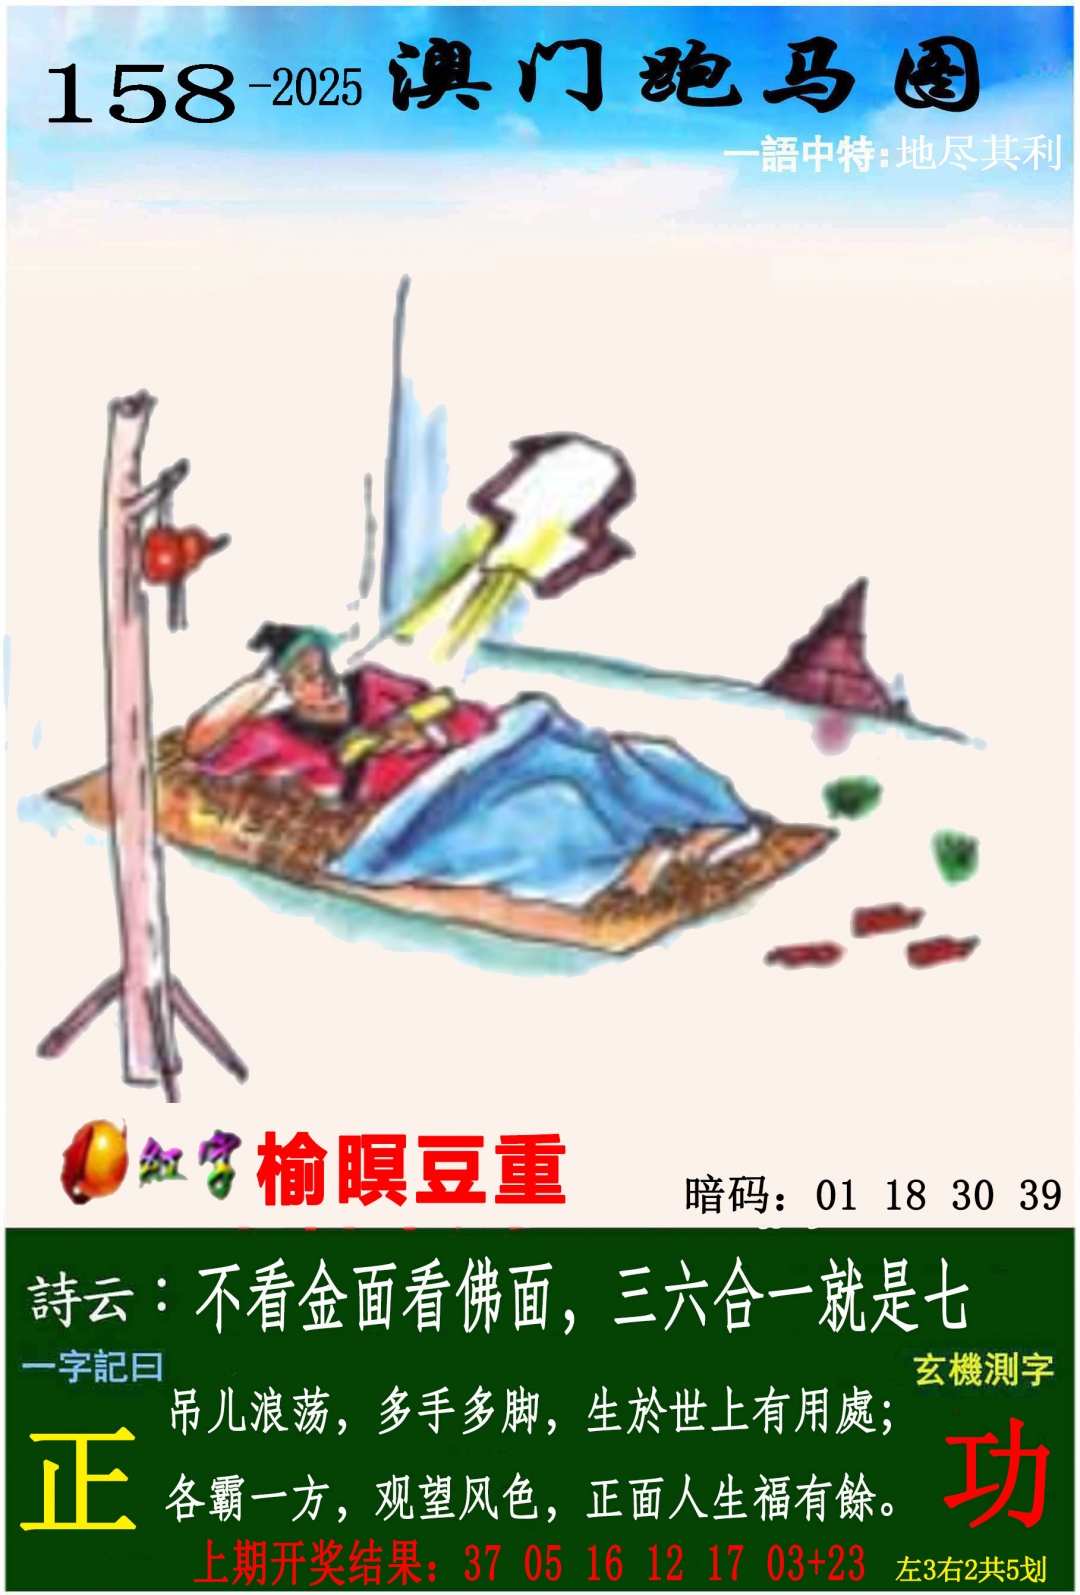 158-2025 澳门跑马图
一語中特:地尽其利
红字 榆暝豆重
暗码：01 18 30 39
詩云：不看金面看佛面，三六合一就是七
一字記曰
玄機測字
正
吊儿浪荡，多手多脚，生於世上有用處；
各霸一方，观望风色，正面人生福有餘。
功
上期开奖结果：37 05 16 12 17 03+23
左3右2共5划